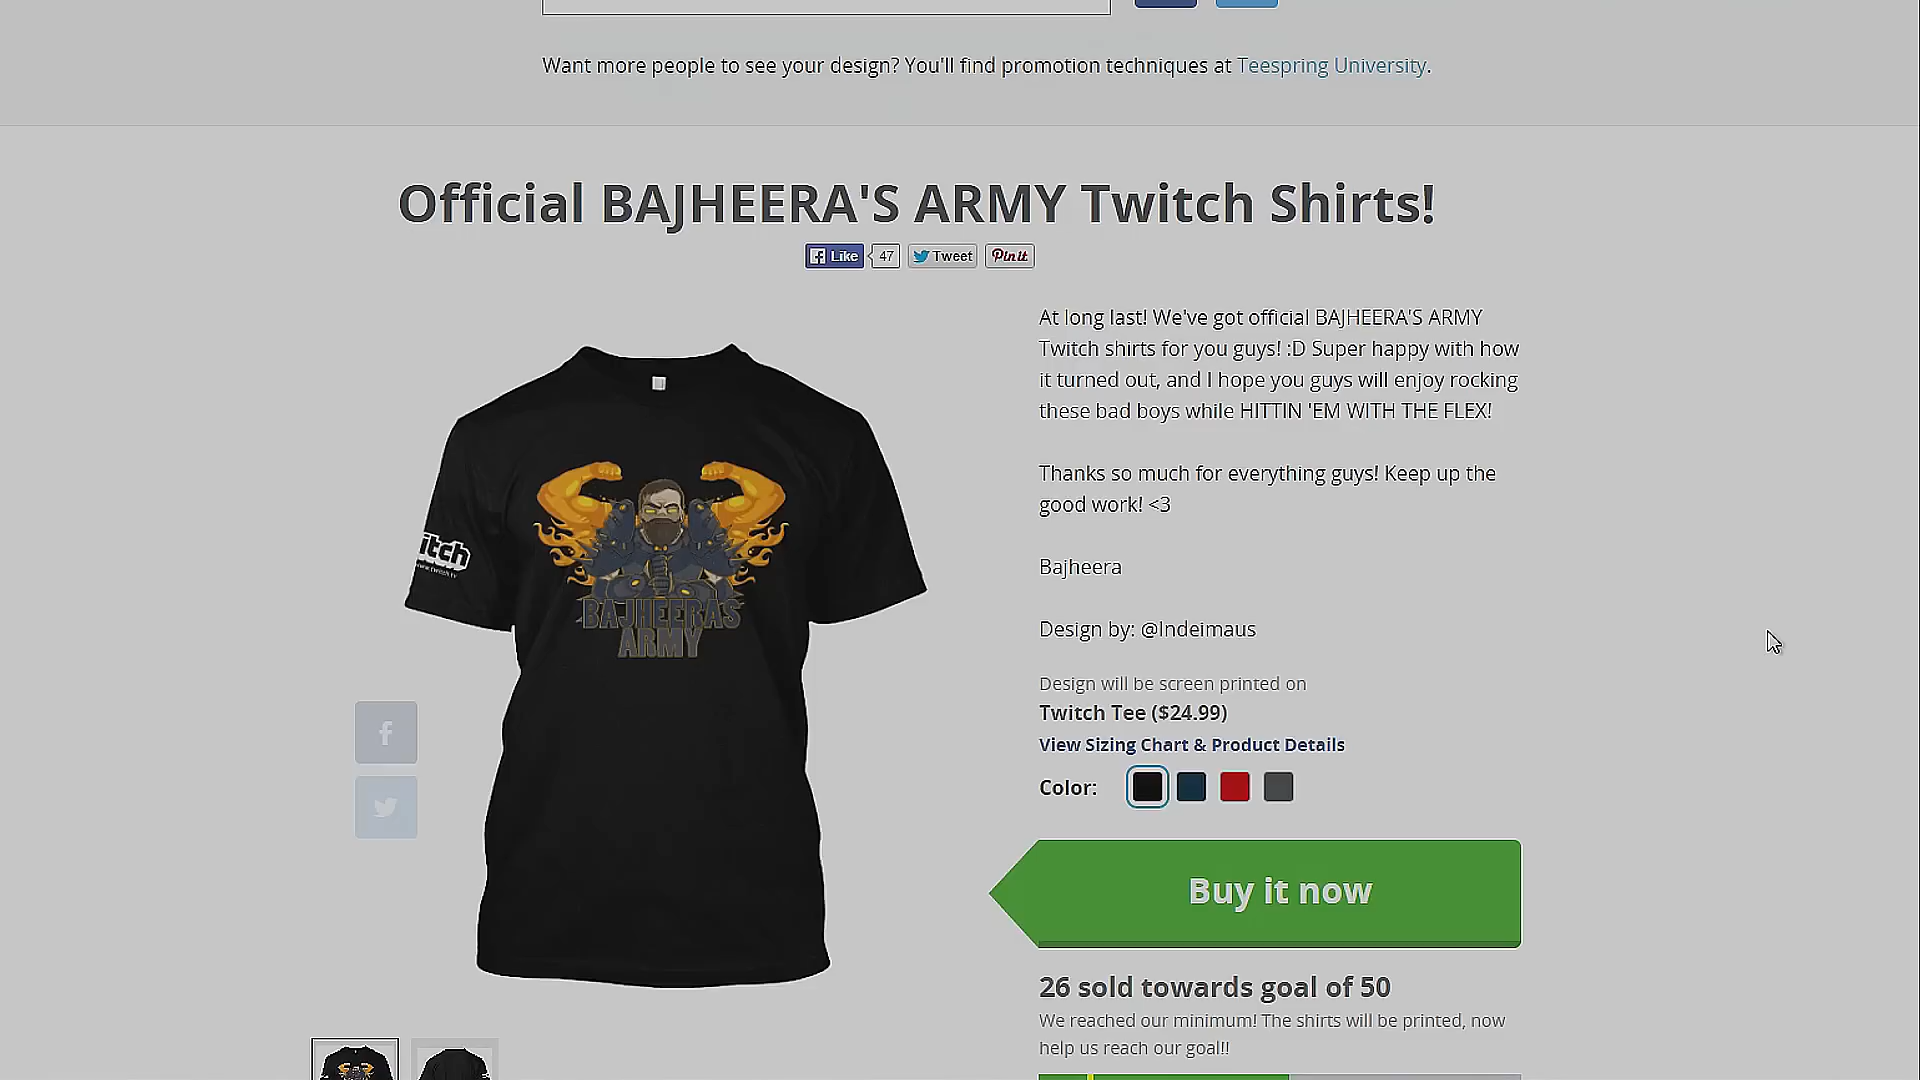 Want more people to see your design? You'll find promotion techniques at Teespring University.
Official BAJHEERA'S ARMY Twitch Shirts!
Like 47 Tweet Pin it
At long last! We've got official BAJHEERA'S ARMY
Twitch shirts for you guys! :D Super happy with how
it turned out, and I hope you guys will enjoy rocking
these bad boys while HITTIN 'EM WITH THE FLEX!
Thanks so much for everything guys! Keep up the
good work! <3
Bajheera
Design by: @Indeimaus
Design will be screen printed on
Twitch Tee ($24.99)
View Sizing Chart & Product Details
Color:
Buy it now
26 sold towards goal of 50
We reached our minimum! The shirts will be printed, now
help us reach our goal!!
itch
www.twitch.tv
BAJHEERAS
ARMY